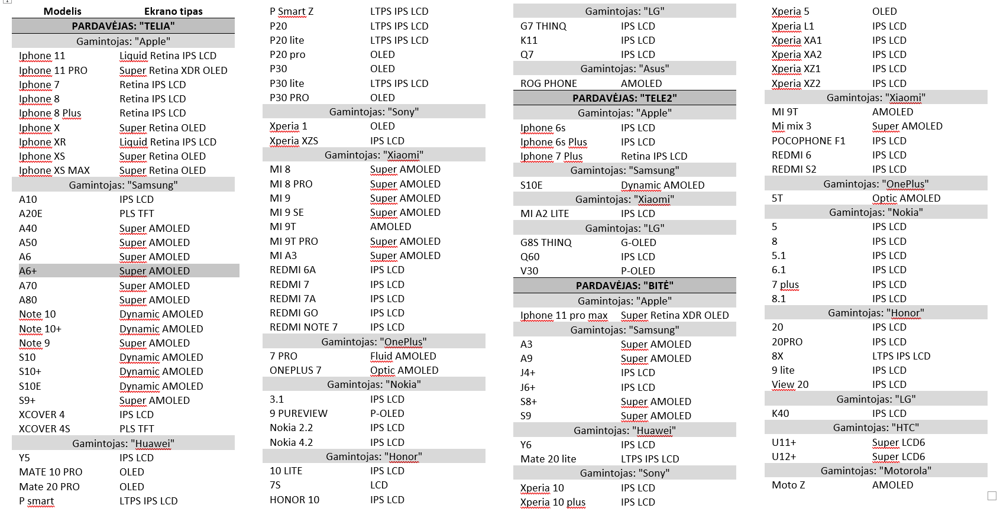 Modelis Ekrano tipas
PARDAVĖJAS: "TELIA"
Gamintojas: "Apple"
Iphone 11 Liquid Retina IPS LCD
Iphone 11 PRO Super Retina XDR OLED
Iphone 7 Retina IPS LCD
Iphone 8 Retina IPS LCD
Iphone 8 Plus Retina IPS LCD
Iphone X Super Retina OLED
Iphone XR Liquid Retina IPS LCD
Iphone XS Super Retina OLED
Iphone XS MAX Super Retina OLED
Gamintojas: "Samsung"
A10 IPS LCD
A20E PLS TFT
A40 Super AMOLED
A50 Super AMOLED
A6 Super AMOLED
A6+ Super AMOLED
A70 Super AMOLED
A80 Super AMOLED
Note 10 Dynamic AMOLED
Note 10+ Dynamic AMOLED
Note 9 Super AMOLED
S10 Dynamic AMOLED
S10+ Dynamic AMOLED
S10E Dynamic AMOLED
S9+ Super AMOLED
XCOVER 4 IPS LCD
XCOVER 4S PLS TFT
Gamintojas: "Huawei"
Y5 IPS LCD
MATE 10 PRO OLED
Mate 20 PRO OLED
P smart LTPS IPS LCD
P Smart Z LTPS IPS LCD
P20 LTPS IPS LCD
P20 lite LTPS IPS LCD
P20 pro OLED
P30 OLED
P30 lite LTPS IPS LCD
P30 PRO OLED
Gamintojas: "Sony"
Xperia 1 OLED
Xperia XZS IPS LCD
Gamintojas: "Xiaomi"
MI 8 Super AMOLED
MI 8 PRO Super AMOLED
MI 9 Super AMOLED
MI 9 SE Super AMOLED
MI 9T AMOLED
MI 9T PRO Super AMOLED
MI A3 Super AMOLED
REDMI 6A IPS LCD
REDMI 7 IPS LCD
REDMI 7A IPS LCD
REDMI GO IPS LCD
REDMI NOTE 7 IPS LCD
Gamintojas: "OnePlus"
7 PRO Fluid AMOLED
ONEPLUS 7 Optic AMOLED
Gamintojas: "Nokia"
3.1 IPS LCD
9 PUREVIEW P-OLED
Nokia 2.2 IPS LCD
Nokia 4.2 IPS LCD
Gamintojas: "Honor"
10 LITE IPS LCD
7S LCD
HONOR 10 IPS LCD
Gamintojas: "LG"
G7 THINQ IPS LCD
K11 IPS LCD
Q7 IPS LCD
Gamintojas: "Asus"
ROG PHONE AMOLED
PARDAVĖJAS: "TELE2"
Gamintojas: "Apple"
Iphone 6s IPS LCD
Iphone 6s Plus IPS LCD
Iphone 7 Plus Retina IPS LCD
Gamintojas: "Samsung"
S10E Dynamic AMOLED
Gamintojas: "Xiaomi"
MI A2 LITE IPS LCD
Gamintojas: "LG"
G8S THINQ G-OLED
Q60 IPS LCD
V30 P-OLED
PARDAVĖJAS: "BITĖ"
Gamintojas: "Apple"
Iphone 11 pro max Super Retina XDR OLED
Gamintojas: "Samsung"
A3 Super AMOLED
A9 Super AMOLED
J4+ IPS LCD
J6+ IPS LCD
S8+ Super AMOLED
S9 Super AMOLED
Gamintojas: "Huawei"
Y6 IPS LCD
Mate 20 lite LTPS IPS LCD
Gamintojas: "Sony"
Xperia 10 IPS LCD
Xperia 10 plus IPS LCD
Xperia 5 OLED
Xperia L1 IPS LCD
Xperia XA1 IPS LCD
Xperia XA2 IPS LCD
Xperia XZ1 IPS LCD
Xperia XZ2 IPS LCD
Gamintojas: "Xiaomi"
MI 9T AMOLED
Mi mix 3 Super AMOLED
POCOPHONE F1 IPS LCD
REDMI 6 IPS LCD
REDMI S2 IPS LCD
Gamintojas: "OnePlus"
5T Optic AMOLED
Gamintojas: "Nokia"
5 IPS LCD
8 IPS LCD
5.1 IPS LCD
6.1 IPS LCD
7 plus IPS LCD
8.1 IPS LCD
Gamintojas: "Honor"
20 IPS LCD
20PRO IPS LCD
8X LTPS IPS LCD
9 lite IPS LCD
View 20 IPS LCD
Gamintojas: "LG"
K40 IPS LCD
Gamintojas: "HTC"
U11+ Super LCD6
U12+ Super LCD6
Gamintojas: "Motorola"
Moto Z AMOLED